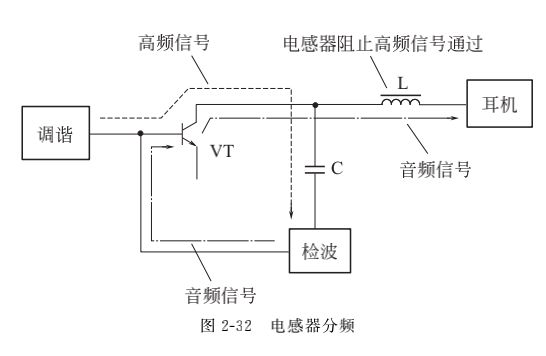 高频信号
电感器阻止高频信号通过
L
耳机
调谐
VT
音频信号
C
检波
音频信号
图 2-32 电感器分频